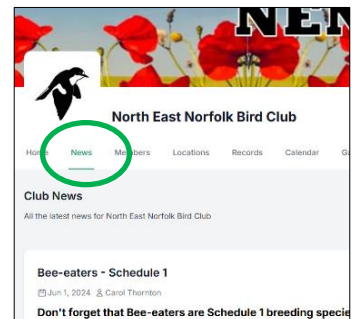 North East Norfolk Bird Club
Home News Members Locations Records Calendar
Club News
All the latest news for North East Norfolk Bird Club
Bee-eaters - Schedule 1
Jun 1, 2024 Carol Thornton
Don't forget that Bee-eaters are Schedule 1 breeding specie